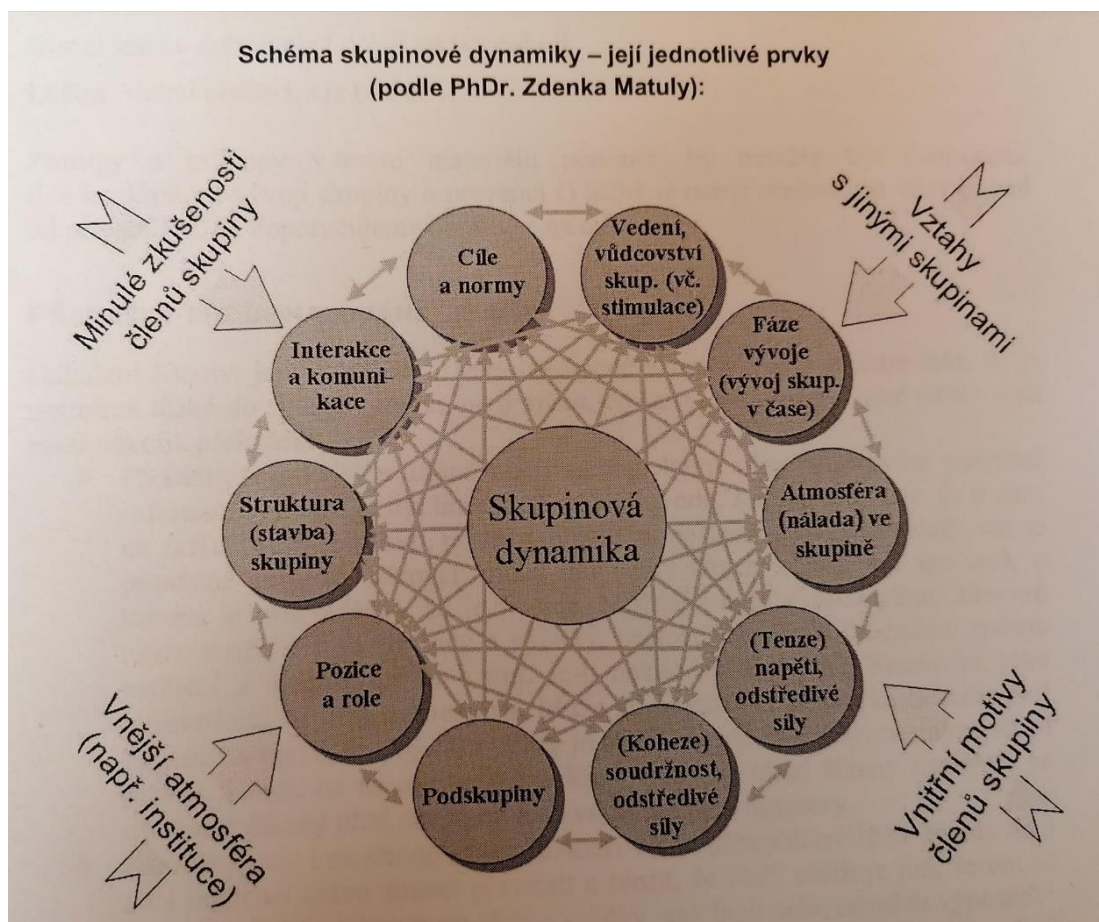 Schéma skupinové dynamiky – její jednotlivé prvky
(podle PhDr. Zdenka Matuly):
Minulé zkušenosti
členů skupiny
Vztahy
s jinými skupinami
Cíle
a normy
Vedení,
vůdcovství
skup. (vč.
stimulace)
Interakce
a komuni-
kace
Fáze
vývoje
(vývoj skup.
v čase)
Struktura
(stavba)
skupiny
Skupinová
dynamika
Atmosféra
(nálada) ve
skupině
Pozice
a role
(Tenze)
napětí,
odstředivé
síly
Podskupiny
(Koheze)
soudržnost,
odstředivé
síly
Vnější atmosféra
(např. instituce)
Vnitřní motivy
členů skupiny